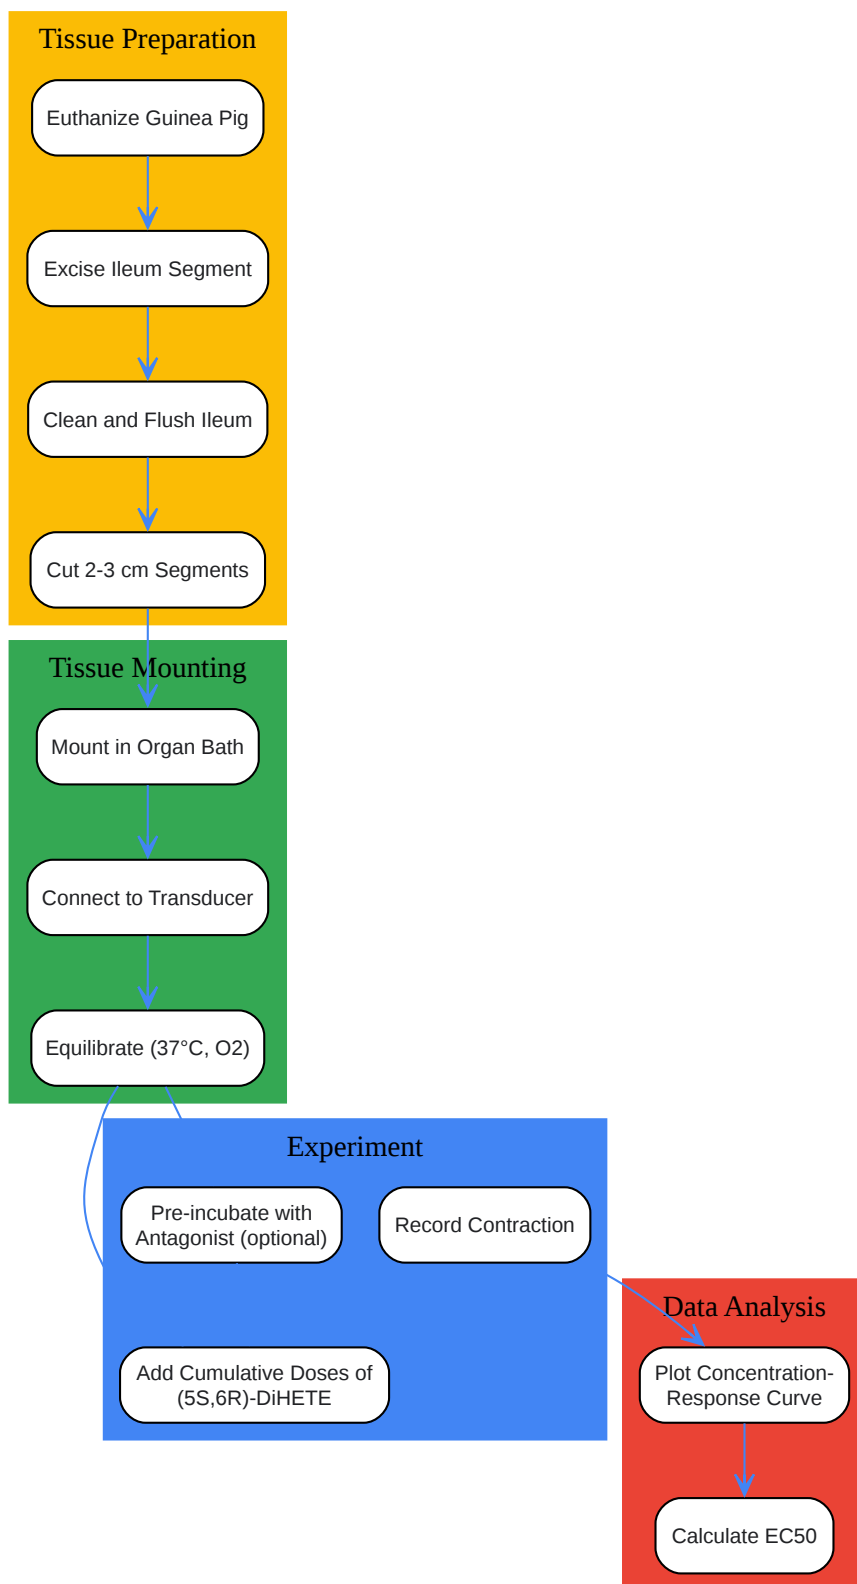 Tissue Preparation
Euthanize Guinea Pig
Excise Ileum Segment
Clean and Flush Ileum
Cut 2-3 cm Segments
Tissue Mounting
Mount in Organ Bath
Connect to Transducer
Equilibrate (37°C, O2)
Experiment
Pre-incubate with
Antagonist (optional)
Record Contraction
Add Cumulative Doses of
(5S,6R)-DiHETE
Data Analysis
Plot Concentration-
Response Curve
Calculate EC50